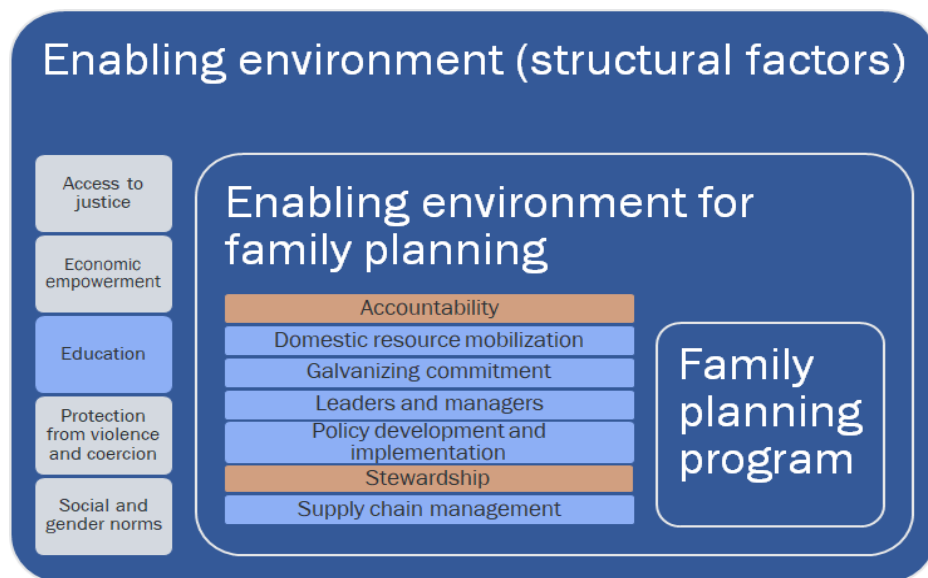 Enabling environment (structural factors)
Access to
justice
Economic
empowerment
Education
Protection
from violence
and coercion
Social and
gender norms
Enabling environment for
family planning
Accountability
Domestic resource mobilization
Galvanizing commitment
Leaders and managers
Policy development and
implementation
Stewardship
Supply chain management
Family
planning
program